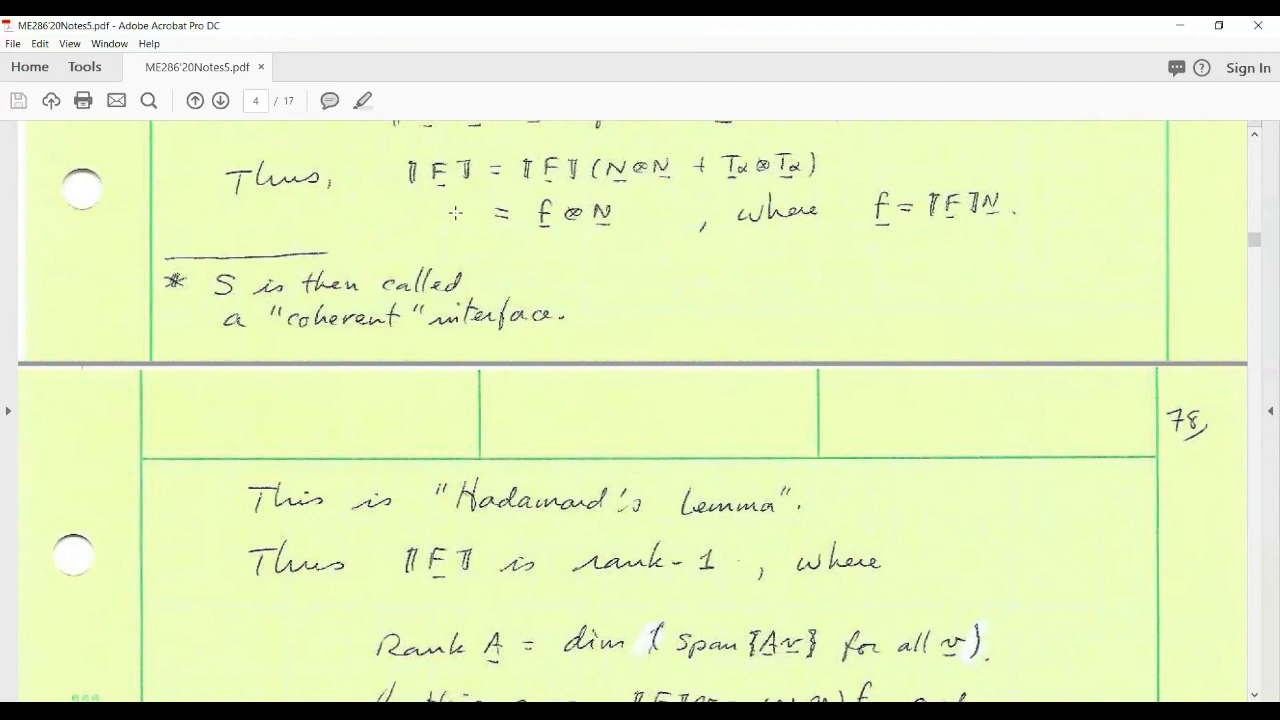 ME286'20Notes5.pdf - Adobe Acrobat Pro DC
File Edit View Window Help
Home Tools ME286'20Notes5.pdf × Sign In
4 / 17
Thus, ⟦F⟧ = ⟦F⟧(N⊗N + Tα⊗Tα)
= f⊗N , where f = ⟦F⟧N.
* S is then called
a "coherent" interface.
78,
This is "Hadamard's Lemma".
Thus ⟦F⟧ is rank-1, where
Rank A = dim (span{Av} for all v).